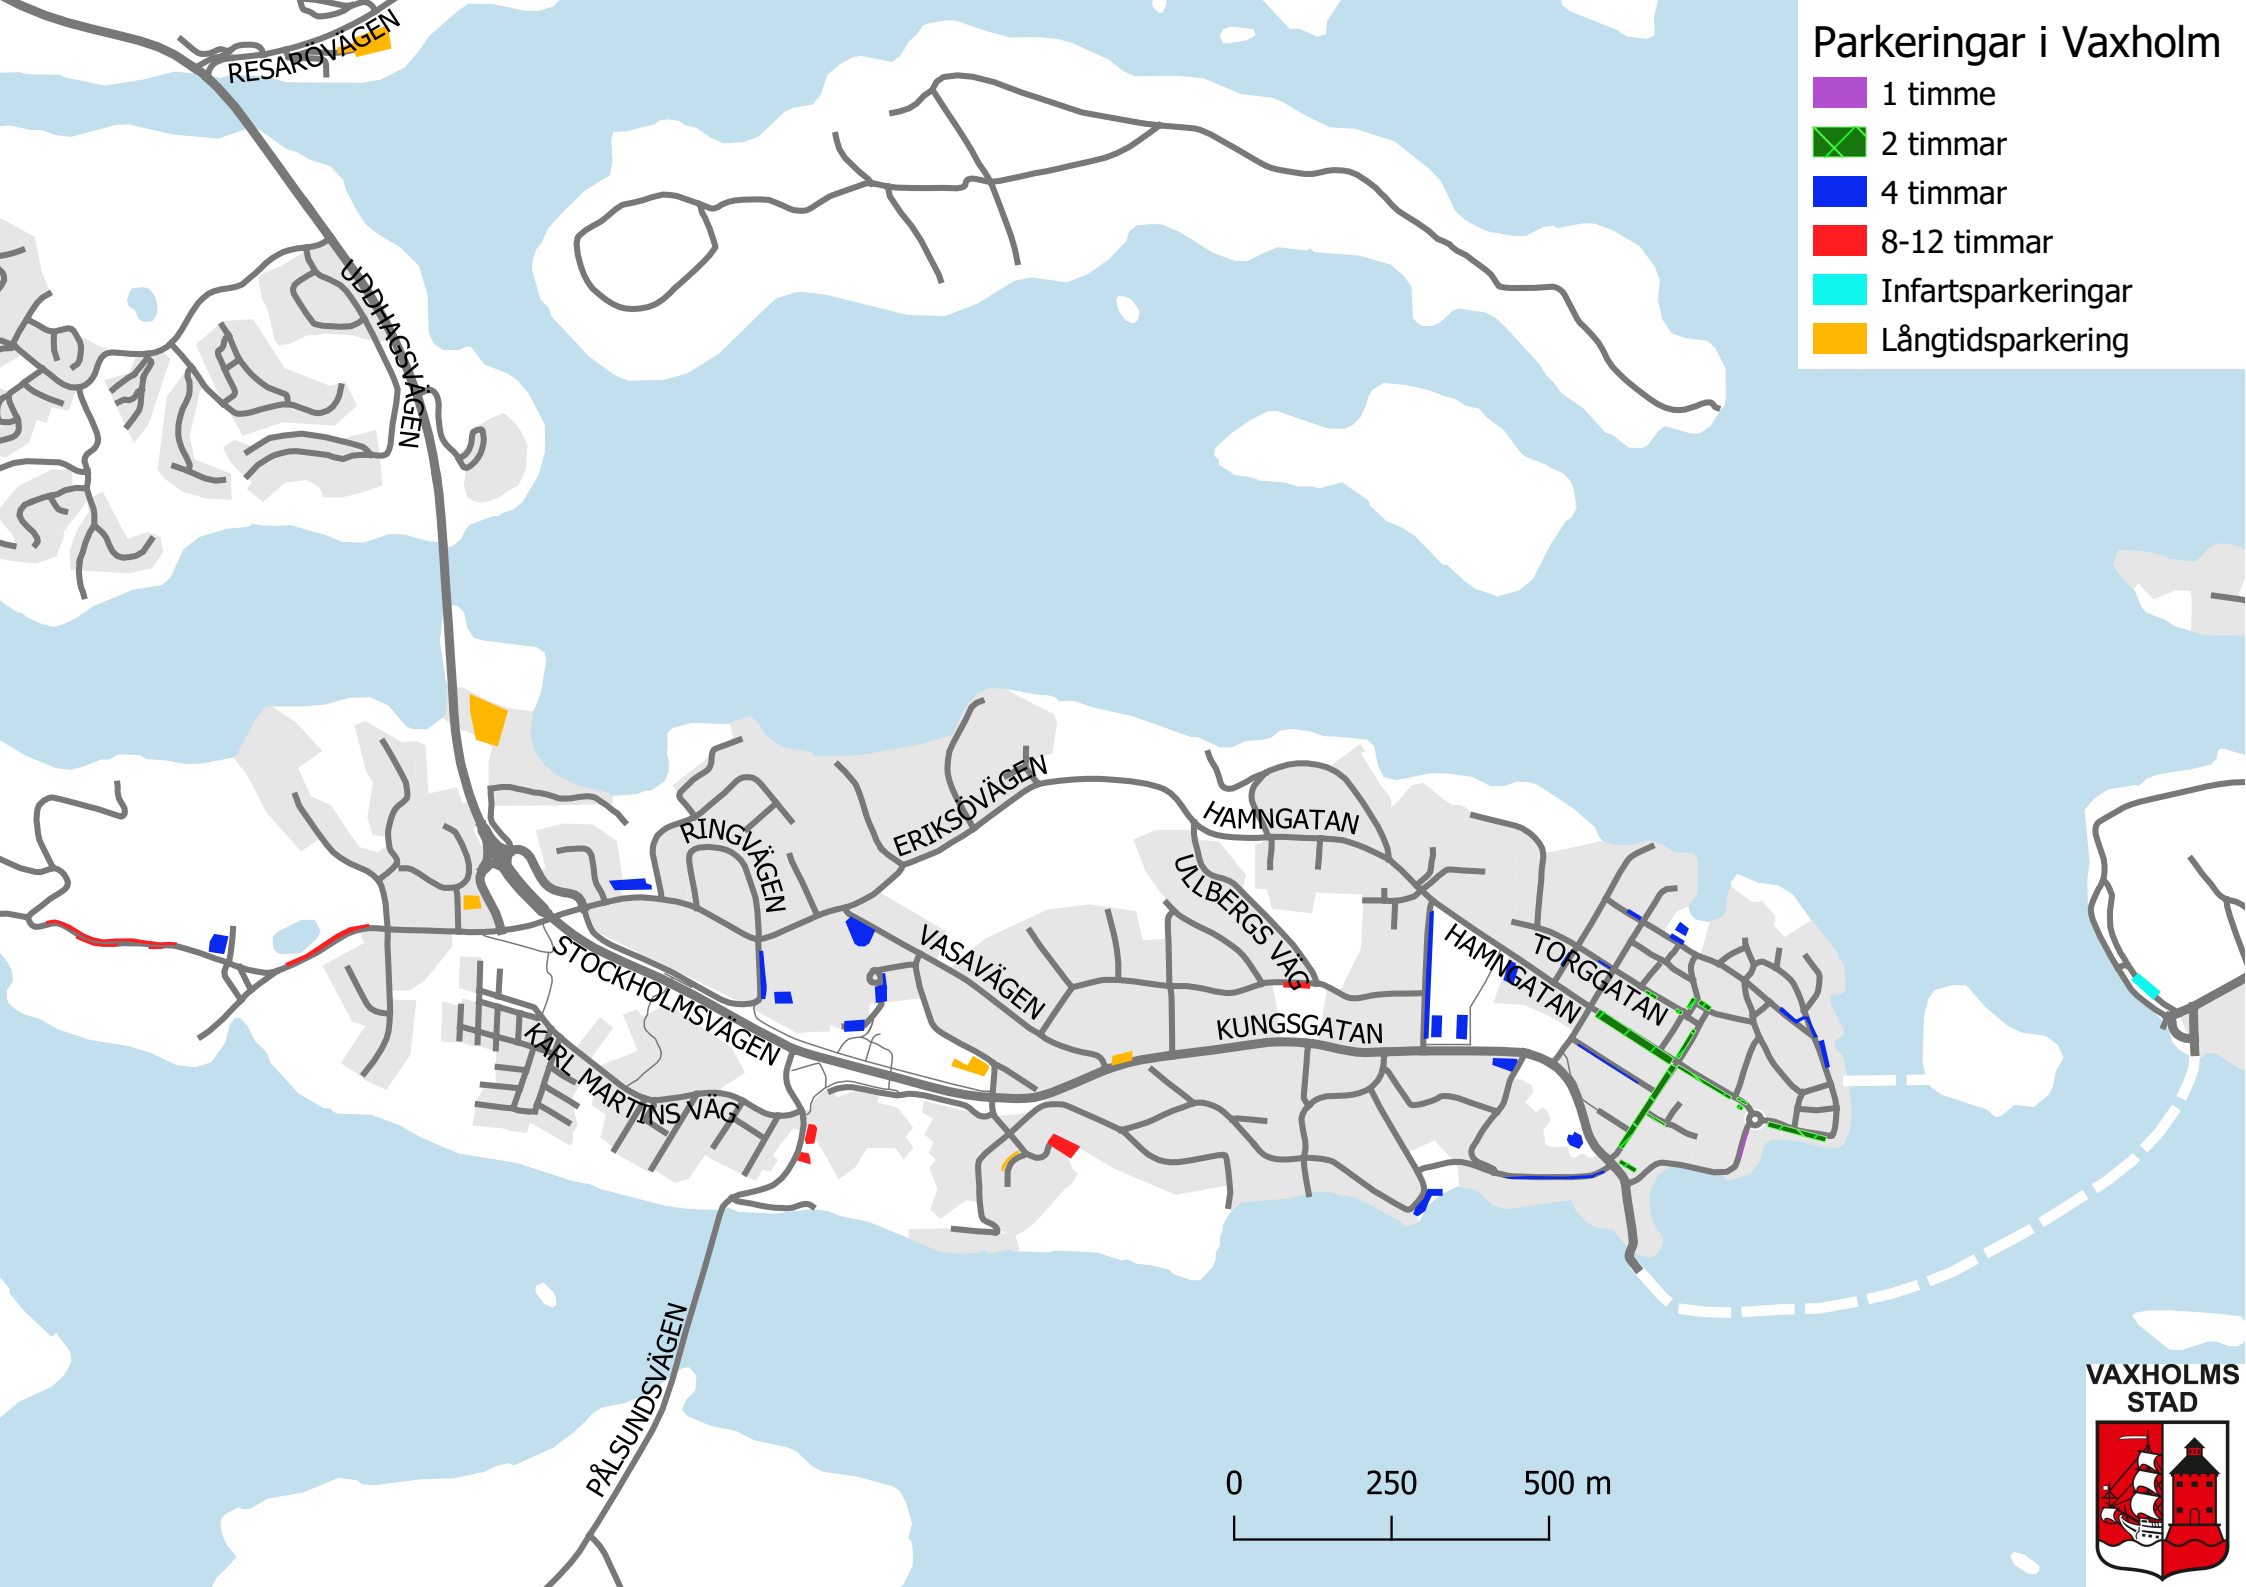 RESARÖVÄGEN
Parkeringar i Vaxholm
1 timme
2 timmar
4 timmar
8-12 timmar
Infartsparkeringar
Långtidsparkering
UDDHAGSVÄGEN
ERIKSÖVÄGEN
HAMNGATAN
RINGVÄGEN
ULLBERGS VÄG
VASAVÄGEN
HAMNGATAN
TORGGATAN
STOCKHOLMSVÄGEN
KUNGSGATAN
KARL MARTINS VÄG
PÅLSUNDSVÄGEN
VAXHOLMS
STAD
0 250 500 m